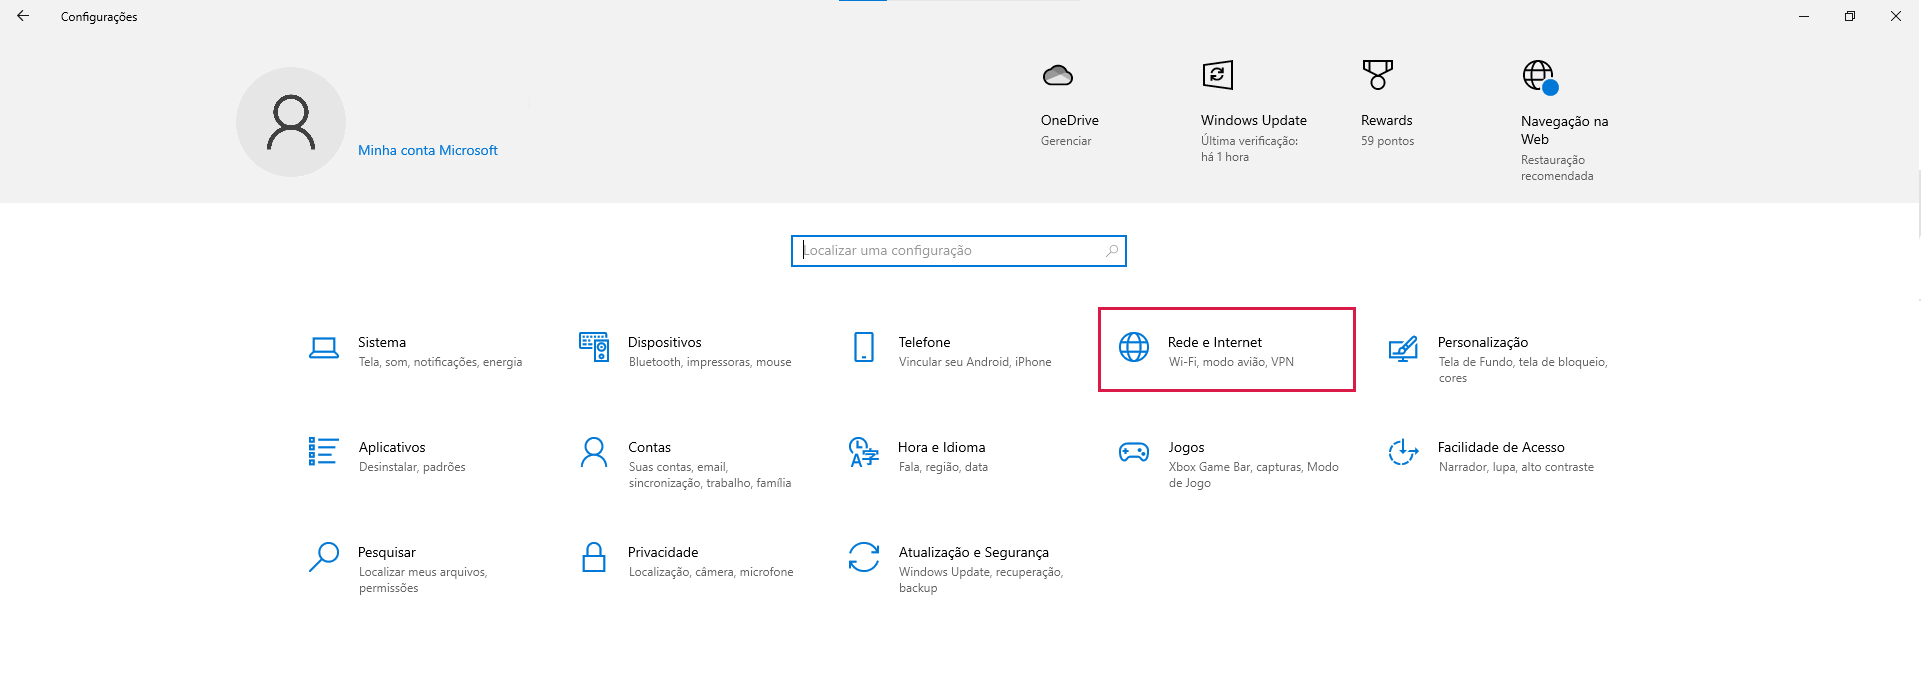 Configurações
Minha conta Microsoft
OneDrive
Gerenciar
Windows Update
Última verificação:
há 1 hora
Rewards
59 pontos
Navegação na
Web
Restauração
recomendada
Localizar uma configuração
Sistema
Tela, som, notificações, energia
Dispositivos
Bluetooth, impressoras, mouse
Telefone
Vincular seu Android, iPhone
Rede e Internet
Wi-Fi, modo avião, VPN
Personalização
Tela de Fundo, tela de bloqueio,
cores
Aplicativos
Desinstalar, padrões
Contas
Suas contas, email,
sincronização, trabalho, família
Hora e Idioma
Fala, região, data
Jogos
Xbox Game Bar, capturas, Modo
de Jogo
Facilidade de Acesso
Narrador, lupa, alto contraste
Pesquisar
Localizar meus arquivos,
permissões
Privacidade
Localização, câmera, microfone
Atualização e Segurança
Windows Update, recuperação,
backup